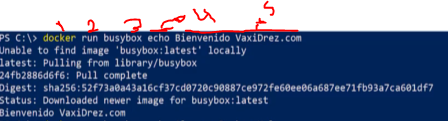 1 2 3 4 5
PS C:\> docker run busybox echo Bienvenido VaxiDrez.com
Unable to find image 'busybox:latest' locally
latest: Pulling from library/busybox
24fb2886d6f6: Pull complete
Digest: sha256:52f73a0a43a16cf37cd0720c90887ce972fe60ee06a687ee71fb93a7ca601df7
Status: Downloaded newer image for busybox:latest
Bienvenido VaxiDrez.com